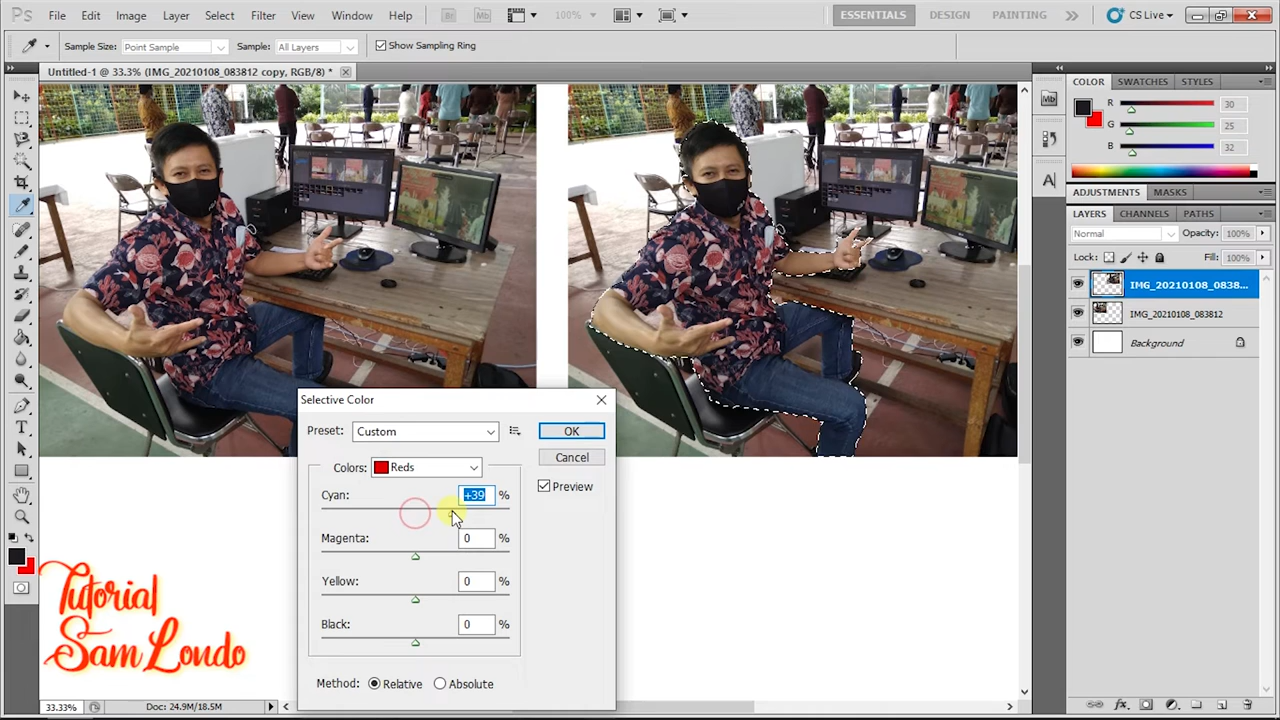 Ps File Edit Image Layer Select Filter View Window Help Br Mb 100% ESSENTIALS DESIGN PAINTING CS Live
Sample Size: Point Sample Sample: All Layers Show Sampling Ring
Untitled-1 @ 33.3% (IMG_20210108_083812 copy, RGB/8) *
COLOR SWATCHES STYLES
Mb
R 30
G 25
B 32
A
ADJUSTMENTS MASKS
LAYERS CHANNELS PATHS
Normal Opacity: 100%
Lock: Fill: 100%
IMG_20210108_0838...
IMG_20210108_083812
Background
Selective Color
Preset: Custom OK
Cancel
Colors: Reds
Preview
Cyan: +39 %
Magenta: 0 %
Yellow: 0 %
Black: 0 %
Method: Relative Absolute
Tutorial
Sam Londo
33.33% Doc: 24.9M/18.5M